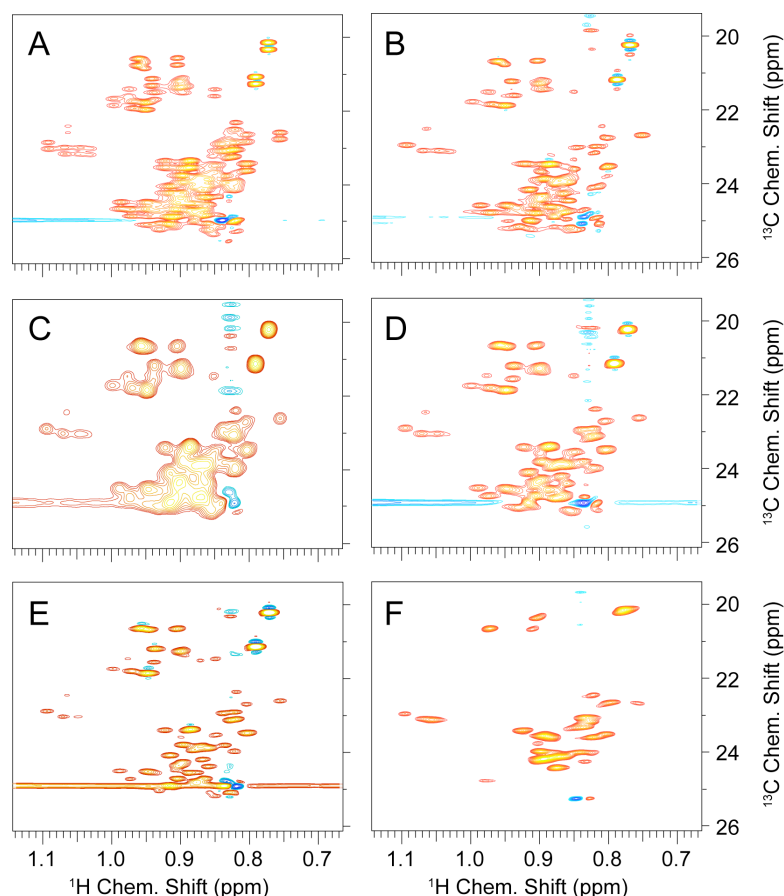 A
B
20
22
24
26
¹³C Chem. Shift (ppm)
C
D
20
22
24
26
¹³C Chem. Shift (ppm)
E
F
20
22
24
26
¹³C Chem. Shift (ppm)
1.1 1.0 0.9 0.8 0.7
1.1 1.0 0.9 0.8 0.7
¹H Chem. Shift (ppm)
¹H Chem. Shift (ppm)